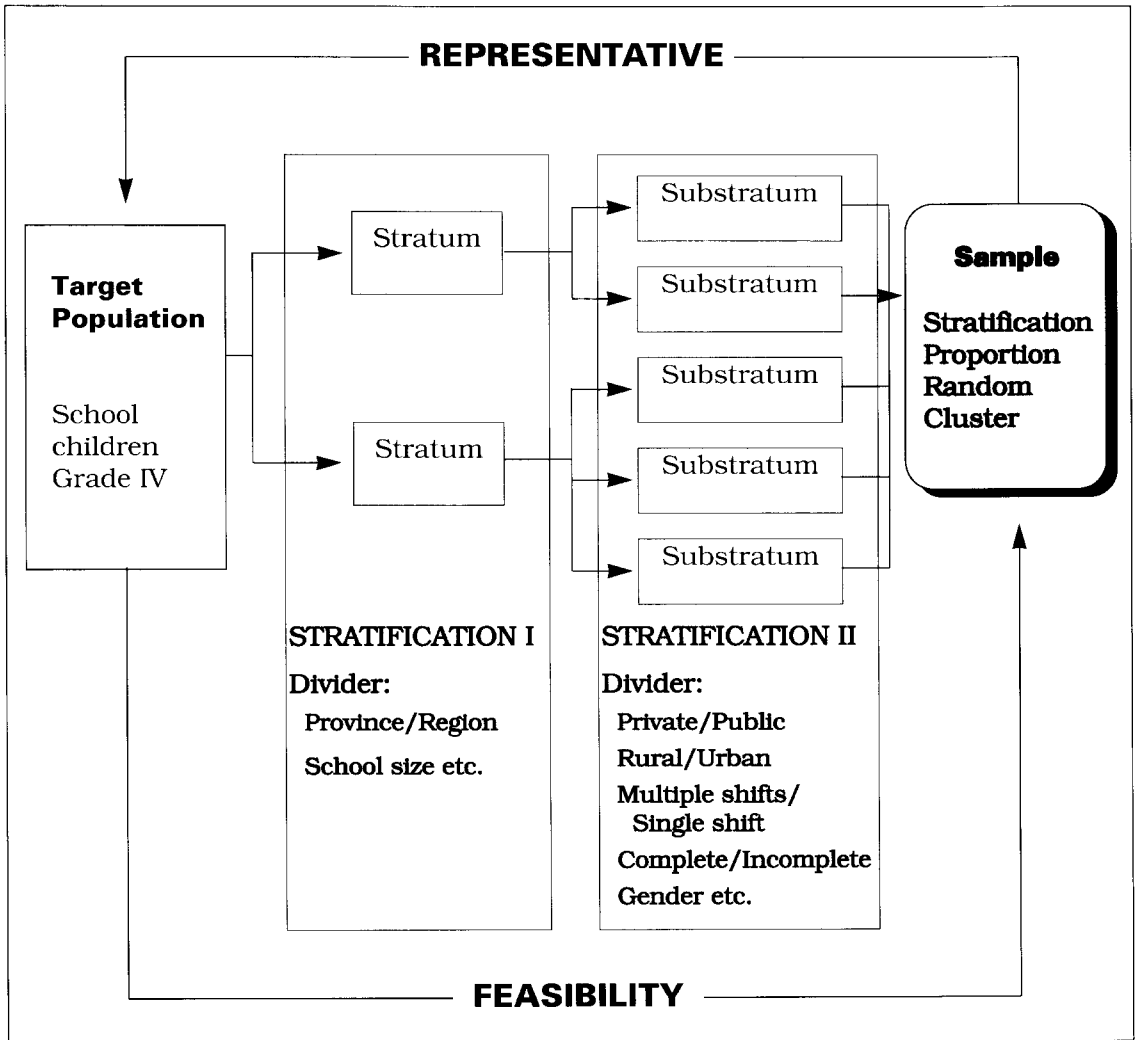 REPRESENTATIVE
Target
Population
School
children
Grade IV
Stratum
Stratum
STRATIFICATION I
Divider:
Province/Region
School size etc.
Substratum
Substratum
Substratum
Substratum
Substratum
STRATIFICATION II
Divider:
Private/Public
Rural/Urban
Multiple shifts/
Single shift
Complete/Incomplete
Gender etc.
Sample
Stratification
Proportion
Random
Cluster
FEASIBILITY